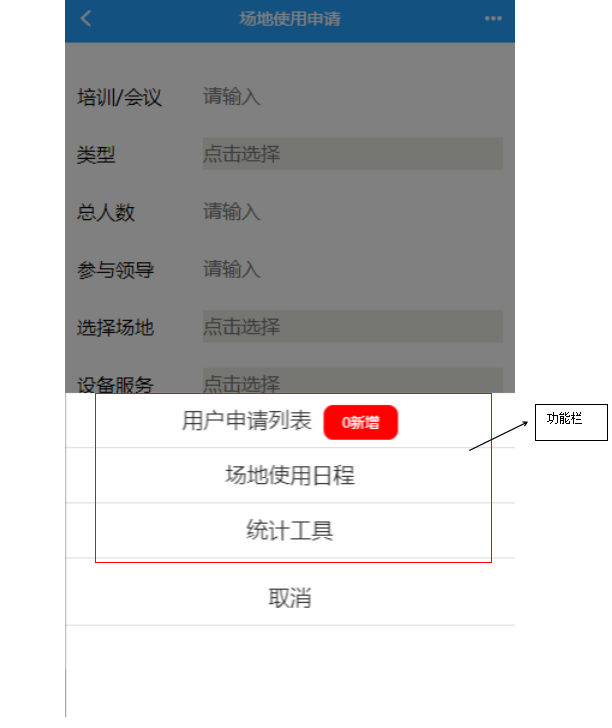 场地使用申请
培训/会议 请输入
类型 点击选择
总人数 请输入
参与领导 请输入
选择场地 点击选择
设备服务 点击选择
用户申请列表 0新增
功能栏
场地使用日程
统计工具
取消